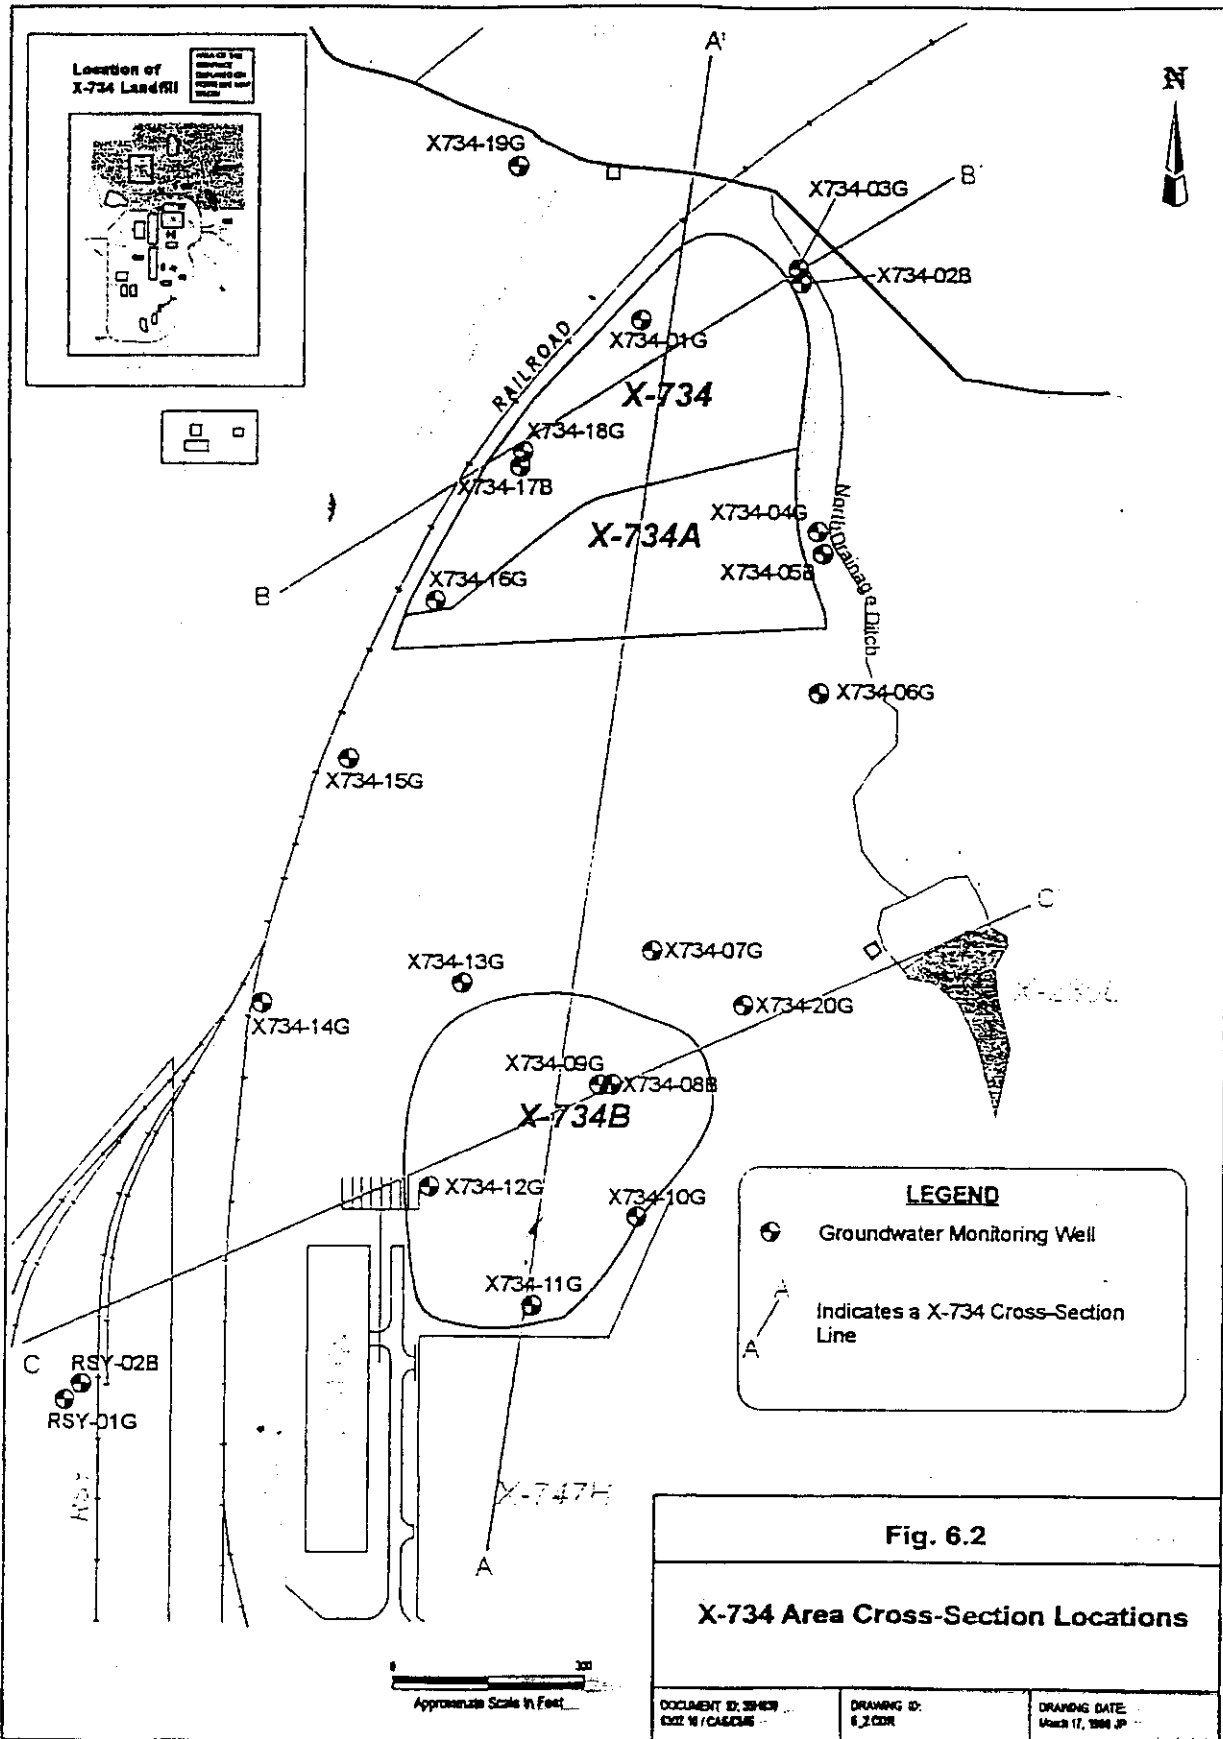 Location of
X-734 Landfill
N
A'
X734-19G
X734-03G
B'
X734-02B
X734-01G
RAILROAD
X-734
X734-18G
X734-17B
X734-04G
X-734A
X734-05B
North Drainage Ditch
X734-16G
B
X734-06G
X734-15G
C'
X734-13G
X734-07G
X734-14G
X734-20G
X734-09G
X734-08B
X-734B
X734-12G
X734-10G
X734-11G
LEGEND
Groundwater Monitoring Well
A
Indicates a X-734 Cross-Section
Line
A
C
RSY-02B
RSY-01G
X-747H
A
Fig. 6.2
X-734 Area Cross-Section Locations
0 300
Approximate Scale in Feet
DOCUMENT ID:
DRAWING ID:
6_2.CDR
DRAWING DATE: